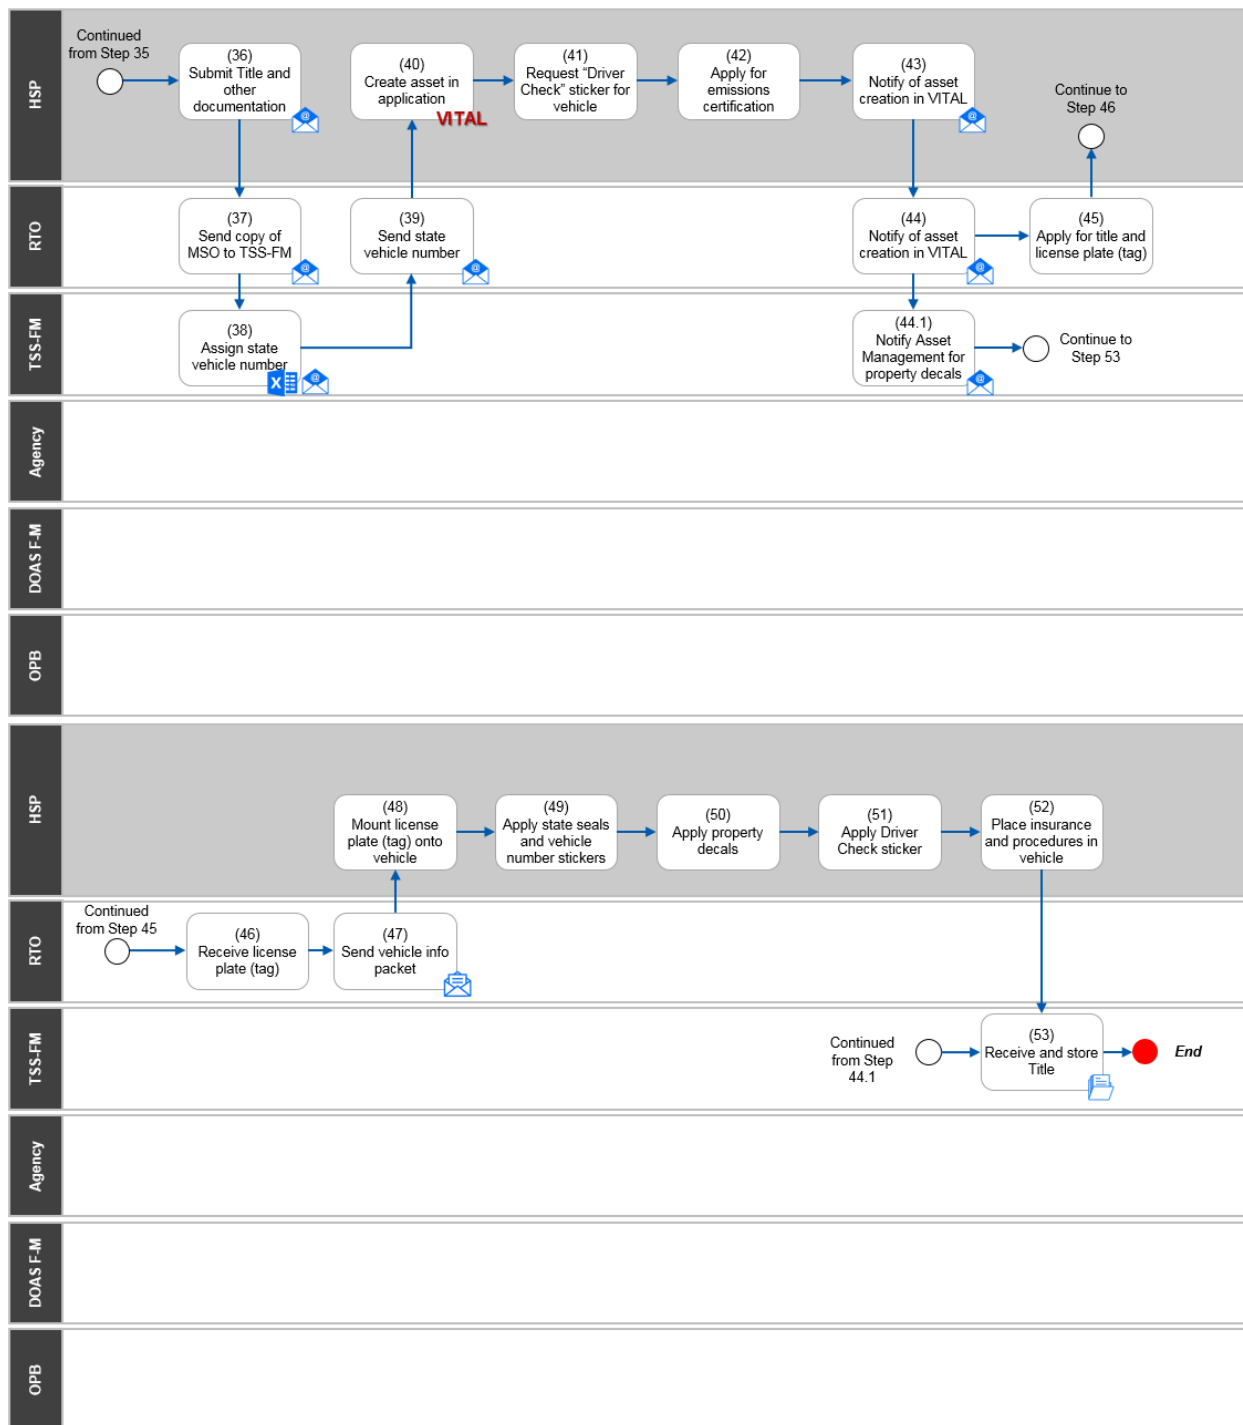 HSP
Continued
from Step 35
(36)
Submit Title and
other
documentation
(40)
Create asset in
application
VITAL
(41)
Request “Driver
Check” sticker for
vehicle
(42)
Apply for
emissions
certification
(43)
Notify of asset
creation in VITAL
Continue to
Step 46
RTO
(37)
Send copy of
MSO to TSS-FM
(39)
Send state
vehicle number
(44)
Notify of asset
creation in VITAL
(45)
Apply for title and
license plate (tag)
TSS-FM
(38)
Assign state
vehicle number
(44.1)
Notify Asset
Management for
property decals
Continue to
Step 53
Agency
DOAS F-M
OPB
HSP
(48)
Mount license
plate (tag) onto
vehicle
(49)
Apply state seals
and vehicle
number stickers
(50)
Apply property
decals
(51)
Apply Driver
Check sticker
(52)
Place insurance
and procedures in
vehicle
RTO
Continued
from Step 45
(46)
Receive license
plate (tag)
(47)
Send vehicle info
packet
TSS-FM
Continued
from Step
44.1
(53)
Receive and store
Title
End
Agency
DOAS F-M
OPB